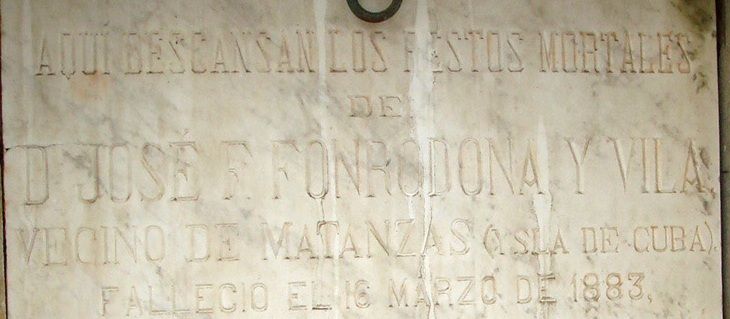 AQUÍ DESCANSAN LOS RESTOS MORTALES
DE
D JOSÉ F. FONRODONA Y VILA,
VECINO DE MATANZAS (ISLA DE CUBA).
FALLECIÓ EL 16 MARZO DE 1883.